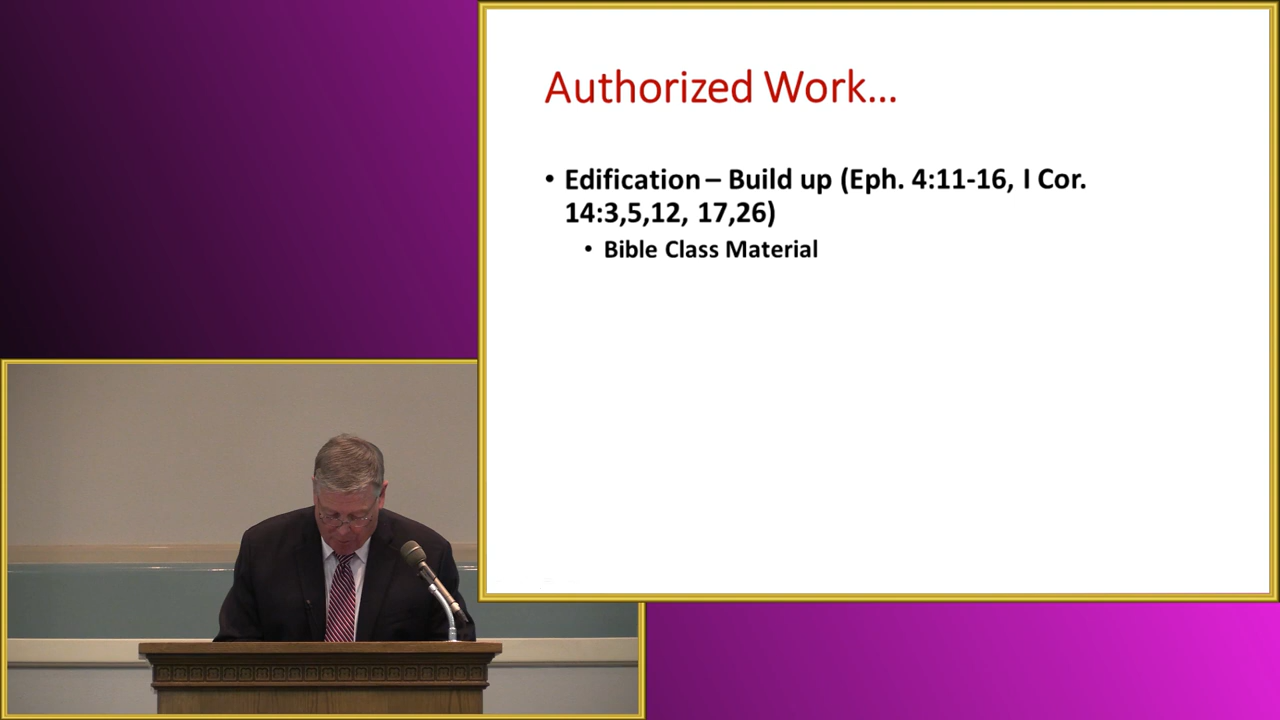 Authorized Work...
• Edification – Build up (Eph. 4:11-16, I Cor.
14:3,5,12, 17,26)
• Bible Class Material